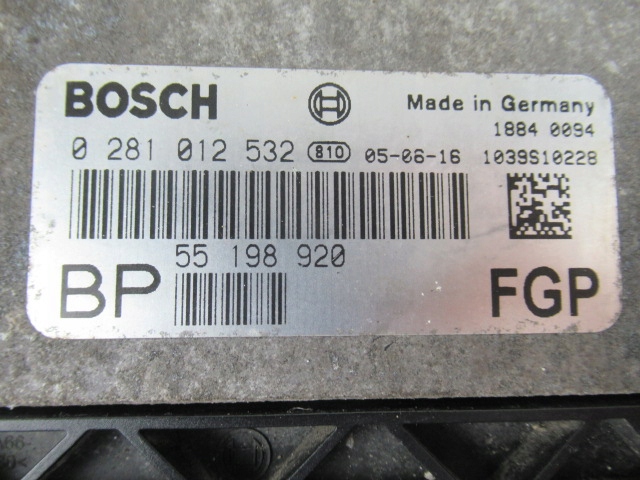 BOSCH Made in Germany
1884 0094
0 281 012 532 810 05-06-16 1039S10228
55 198 920
BP FGP